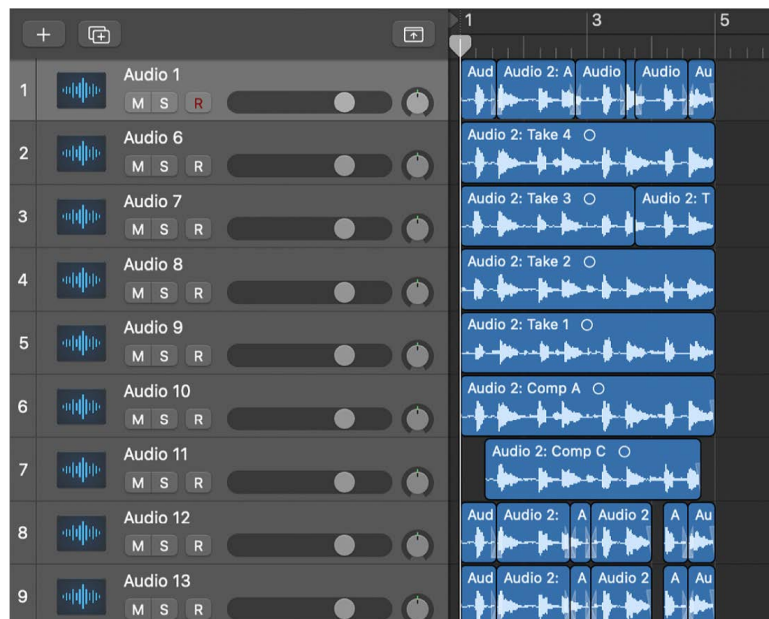 1 3 5
1 Audio 1
M S R
Aud Audio 2: A Audio Audio Au
2 Audio 6
M S R
Audio 2: Take 4
3 Audio 7
M S R
Audio 2: Take 3 Audio 2: T
4 Audio 8
M S R
Audio 2: Take 2
5 Audio 9
M S R
Audio 2: Take 1
6 Audio 10
M S R
Audio 2: Comp A
7 Audio 11
M S R
Audio 2: Comp C
8 Audio 12
M S R
Aud Audio 2: A Audio 2 A Au
9 Audio 13
M S R
Aud Audio 2: A Audio 2 A Au